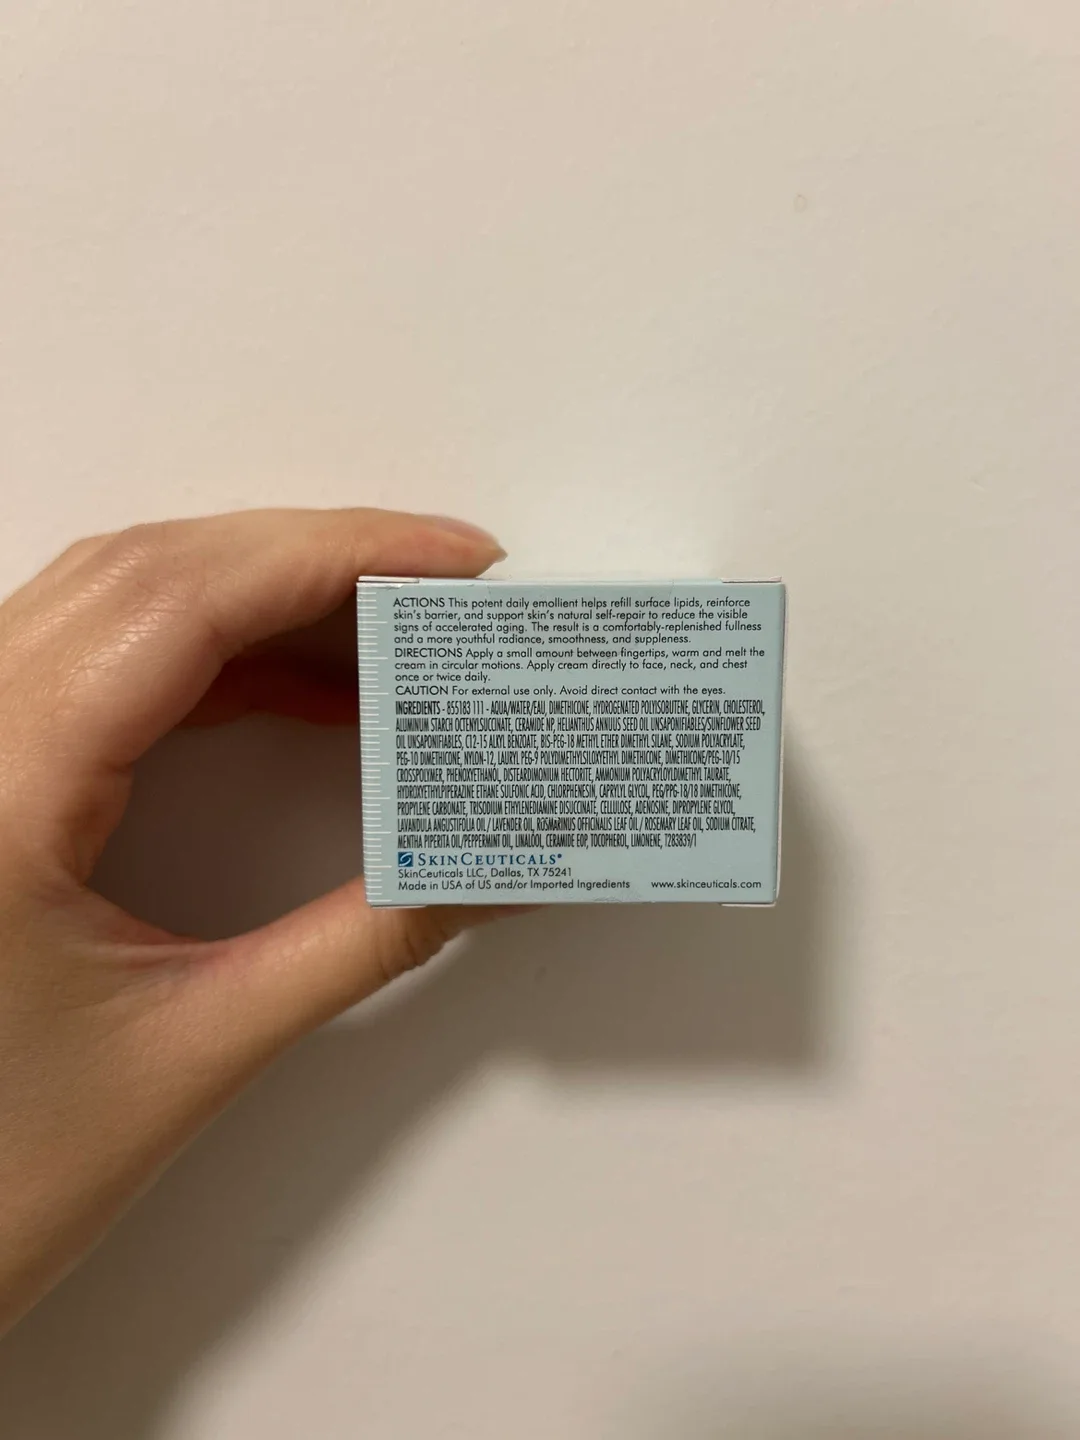 ACTIONS This potent daily emollient helps refill surface lipids, reinforce
skin's barrier, and support skin's natural self-repair to reduce the visible
signs of accelerated aging. The result is a comfortably-replenished fullness
and a more youthful radiance, smoothness, and suppleness.
DIRECTIONS Apply a small amount between fingertips, warm and melt the
cream in circular motions. Apply cream directly to face, neck, and chest
once or twice daily.
CAUTION For external use only. Avoid direct contact with the eyes.
INGREDIENTS - 855183 111 - AQUA/WATER/EAU, DIMETHICONE, HYDROGENATED POLYISOBUTENE, GLYCERIN, CHOLESTEROL,
ALUMINUM STARCH OCTENYLSUCCINATE, CERAMIDE NP, HELIANTHUS ANNUUS SEED OIL UNSAPONIFIABLES/SUNFLOWER SEED
OIL UNSAPONIFIABLES, C12-15 ALKYL BENZOATE, BIS-PEG-18 METHYL ETHER DIMETHYL SILANE, SODIUM POLYACRYLATE,
PEG-10 DIMETHICONE, NYLON-12, LAURYL PEG-9 POLYDIMETHYLSILOXYETHYL DIMETHICONE, DIMETHICONE/PEG-10/15
CROSSPOLYMER, PHENOXYETHANOL, DISTEARDIMONIUM HECTORITE, AMMONIUM POLYACRYLOYLDIMETHYL TAURATE,
HYDROXYETHYLPIPERAZINE ETHANE SULFONIC ACID, CHLORPHENESIN, CAPRYLYL GLYCOL, PEG/PPG-18/18 DIMETHICONE,
PROPYLENE CARBONATE, TRISODIUM ETHYLENEDIAMINE DISUCCINATE, CELLULOSE, ADENOSINE, DIPROPYLENE GLYCOL,
LAVANDULA ANGUSTIFOLIA OIL / LAVENDER OIL, ROSMARINUS OFFICINALIS LEAF OIL / ROSEMARY LEAF OIL, SODIUM CITRATE,
MENTHA PIPERITA OIL/PEPPERMINT OIL, LINALOOL, CERAMIDE EOP, TOCOPHEROL, LIMONENE, T283839/1
SKINCEUTICALS®
SkinCeuticals LLC, Dallas, TX 75241
Made in USA of US and/or Imported Ingredients www.skinceuticals.com